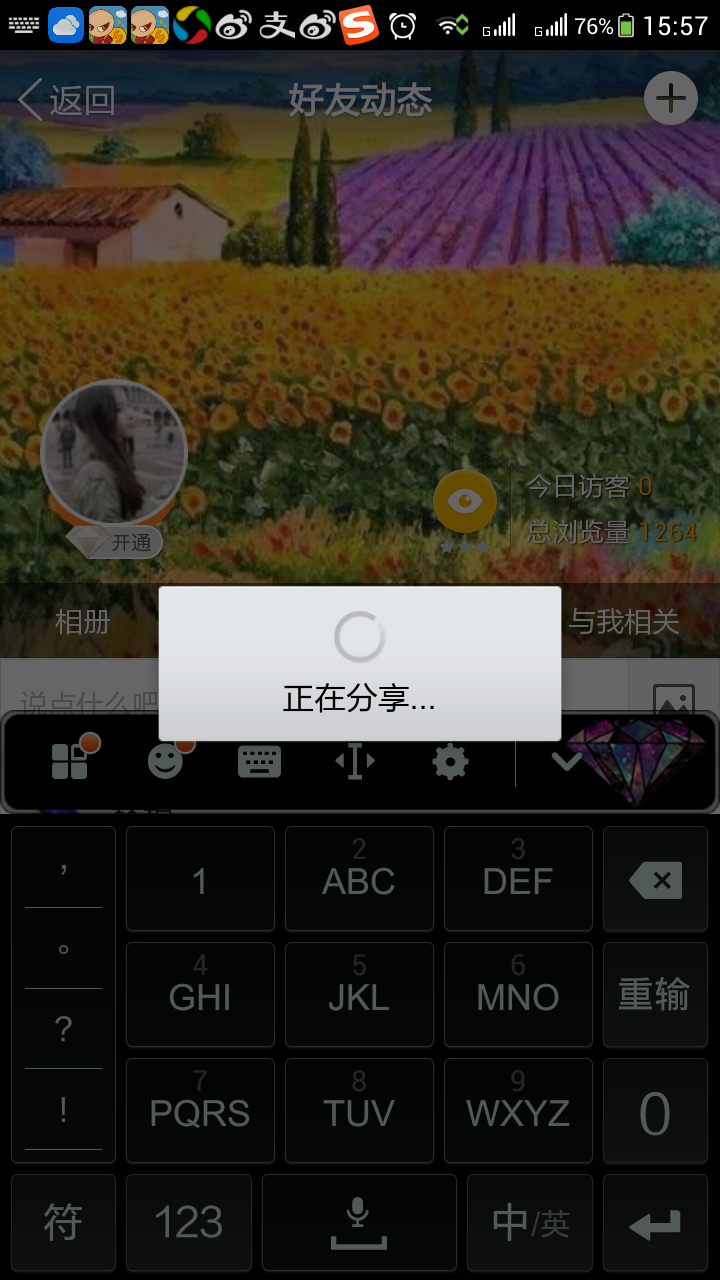 支 S G G 76% 15:57
返回 好友动态
今日访客 0
开通 总浏览量 1264
相册 与我相关
正在分享...
说点什么吧
， 1 2 ABC 3 DEF
。 4 GHI 5 JKL 6 MNO 重输
? 7 PQRS 8 TUV 9 WXYZ 0
!
符 123 中/英